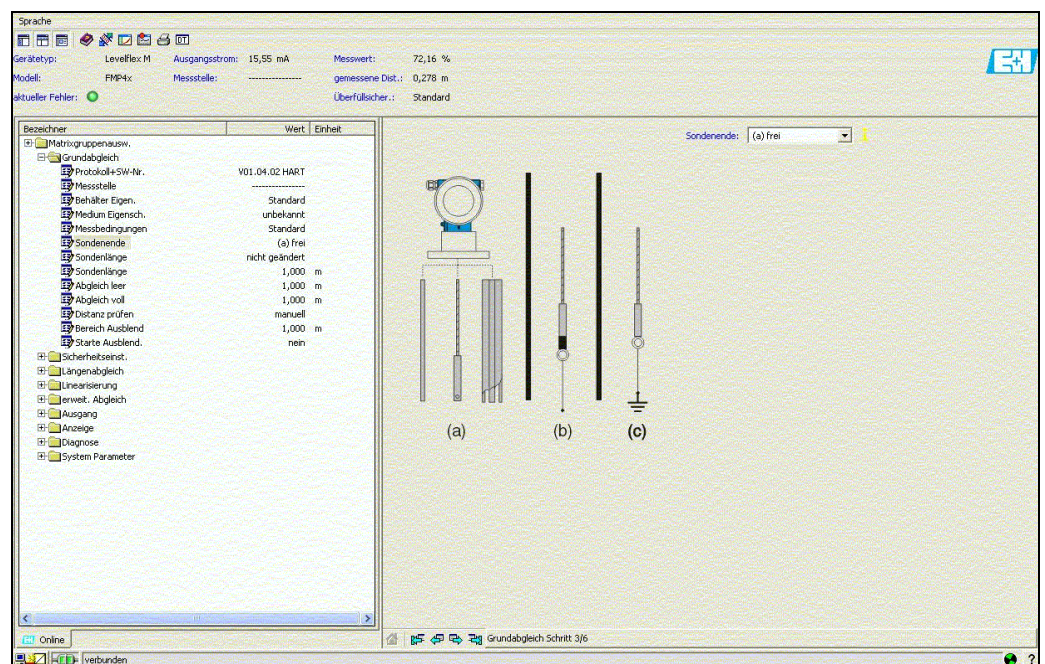 Sprache
Gerätetyp: Levelflex M Ausgangsstrom: 15,55 mA Messwert: 72,16 %
Modell: FMP4x Messstelle: ---------------- gemessene Dist.: 0,278 m
aktueller Fehler: Überfüllsicher.: Standard
E+H
Bezeichner Wert Einheit
Matrixgruppenausw.
Grundabgleich
Protokoll+SW-Nr. V01.04.02 HART
Messstelle ----------------
Behälter Eigen. Standard
Medium Eigensch. unbekannt
Messbedingungen Standard
Sondenende (a) frei
Sondenlänge nicht geändert
Sondenlänge 1,000 m
Abgleich leer 1,000 m
Abgleich voll 1,000 m
Distanz prüfen manuell
Bereich Ausblend 1,000 m
Starte Ausblend. nein
Sicherheitseinst.
Längenabgleich
Linearisierung
erweit. Abgleich
Ausgang
Anzeige
Diagnose
System Parameter
Sondenende: (a) frei
(a) (b) (c)
Online
Grundabgleich Schritt 3/6
verbunden